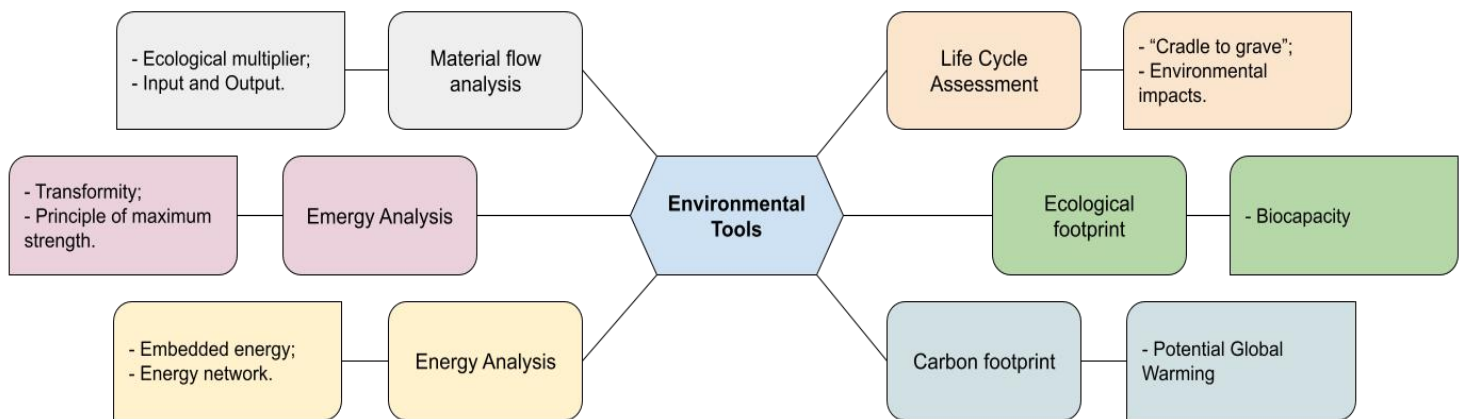 - Ecological multiplier;
- Input and Output.
Material flow
analysis
Life Cycle
Assessment
- “Cradle to grave”;
- Environmental
impacts.
- Transformity;
- Principle of maximum
strength.
Emergy Analysis
Environmental
Tools
Ecological
footprint
- Biocapacity
- Embedded energy;
- Energy network.
Energy Analysis
Carbon footprint
- Potential Global
Warming